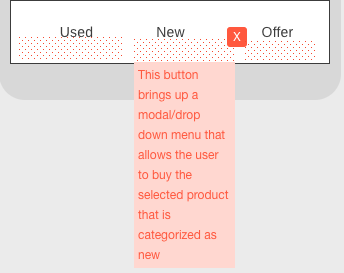 Used New X Offer
This button
brings up a
modal/drop
down menu that
allows the user
to buy the
selected product
that is
categorized as
new